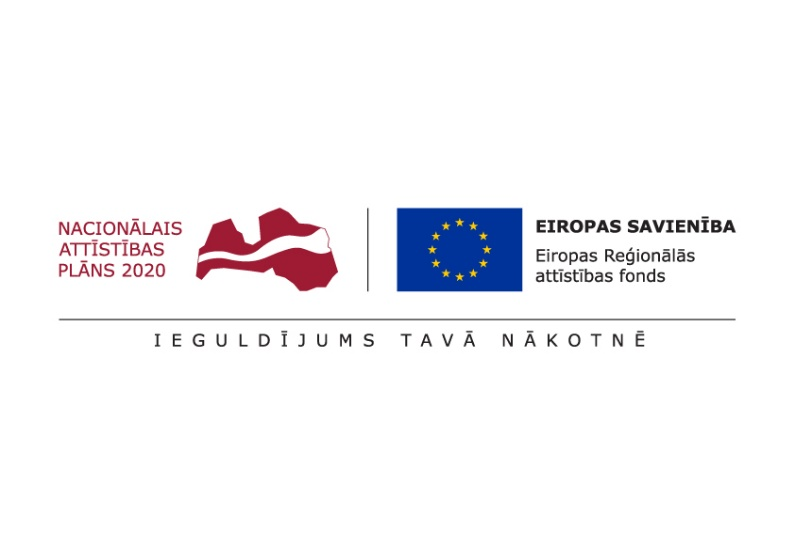 NACIONĀLAIS
ATTĪSTĪBAS
PLĀNS 2020
EIROPAS SAVIENĪBA
Eiropas Reģionālās
attīstības fonds
IEGULDĪJUMS TAVĀ NĀKOTNĒ